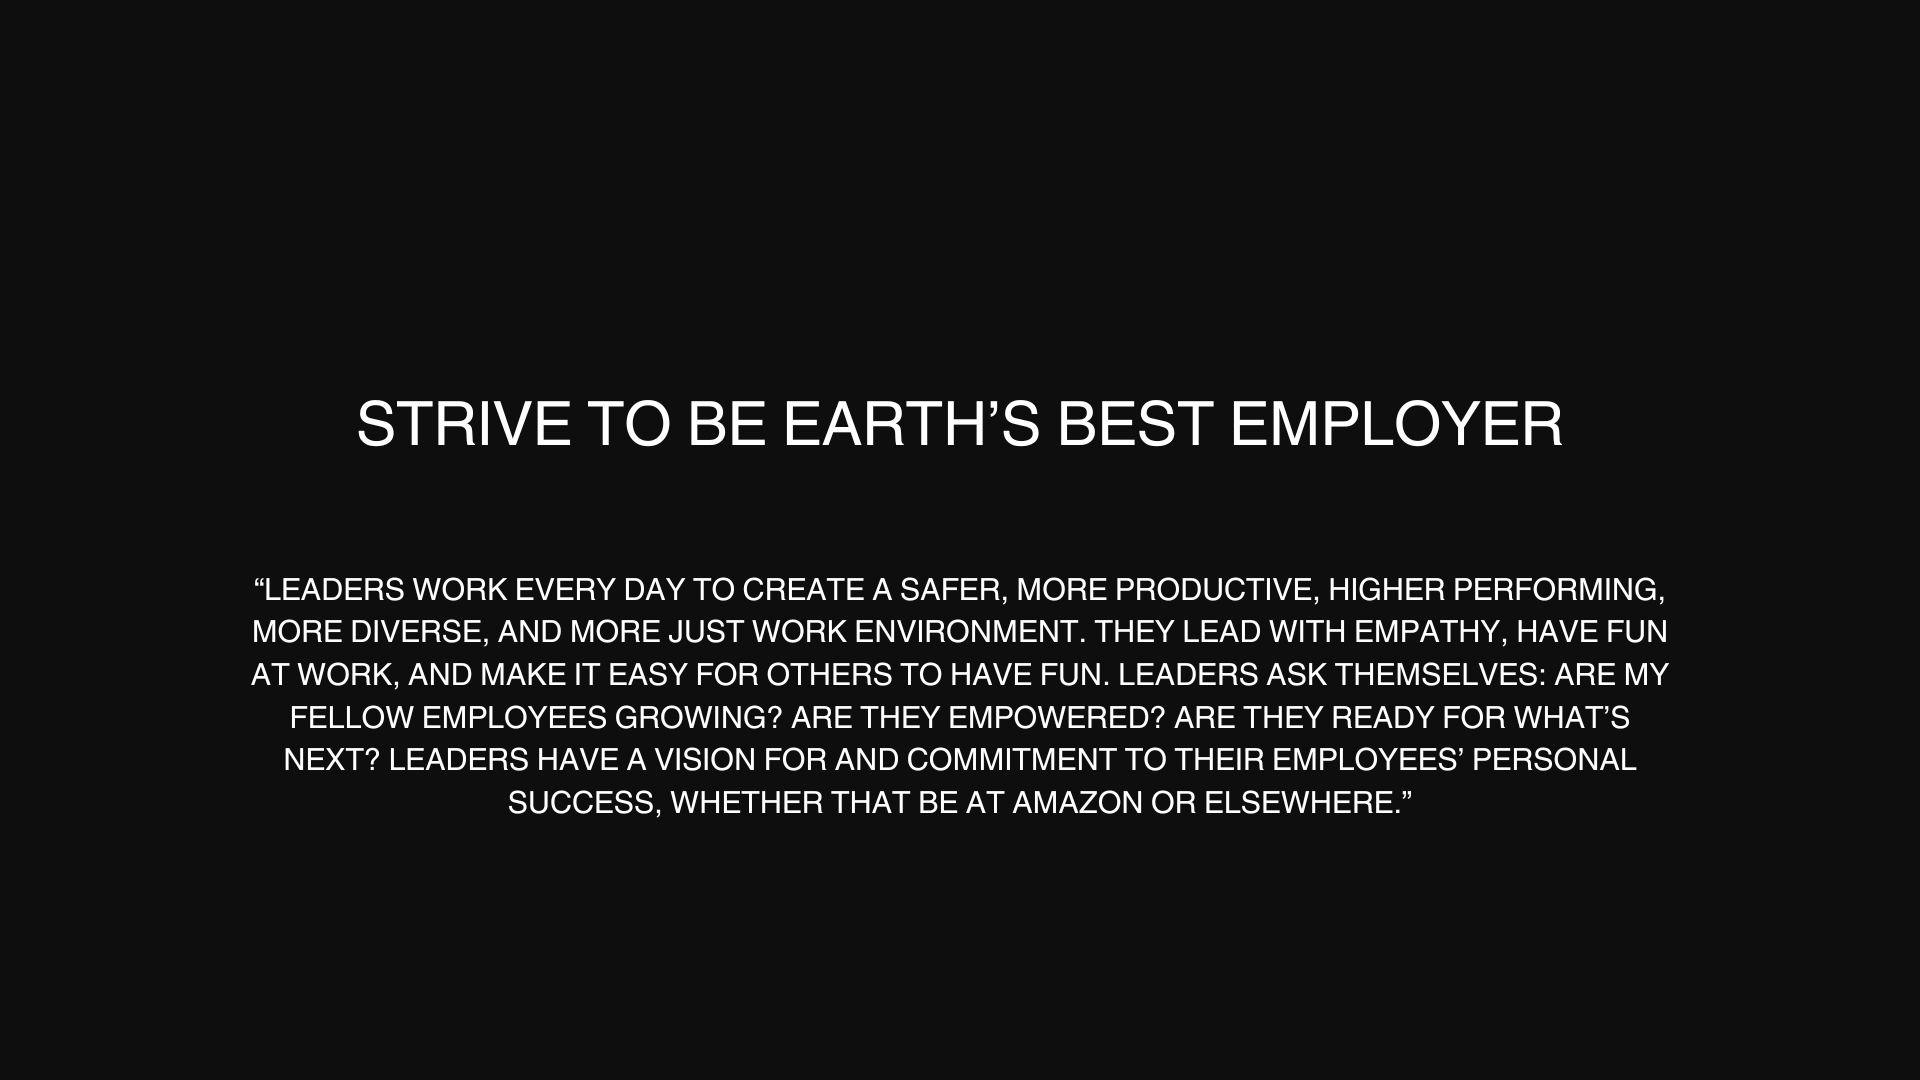 STRIVE TO BE EARTH’S BEST EMPLOYER
“LEADERS WORK EVERY DAY TO CREATE A SAFER, MORE PRODUCTIVE, HIGHER PERFORMING,
MORE DIVERSE, AND MORE JUST WORK ENVIRONMENT. THEY LEAD WITH EMPATHY, HAVE FUN
AT WORK, AND MAKE IT EASY FOR OTHERS TO HAVE FUN. LEADERS ASK THEMSELVES: ARE MY
FELLOW EMPLOYEES GROWING? ARE THEY EMPOWERED? ARE THEY READY FOR WHAT’S
NEXT? LEADERS HAVE A VISION FOR AND COMMITMENT TO THEIR EMPLOYEES’ PERSONAL
SUCCESS, WHETHER THAT BE AT AMAZON OR ELSEWHERE.”